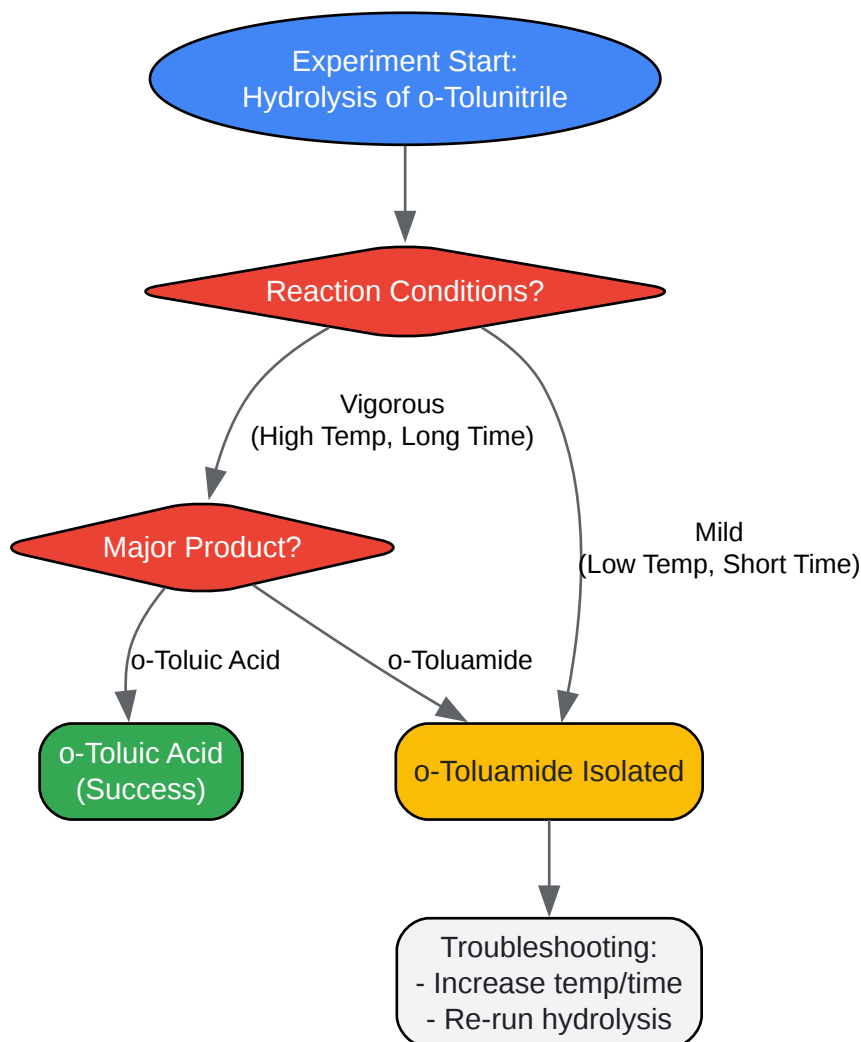 Experiment Start:
Hydrolysis of o-Tolunitrile
Reaction Conditions?
Vigorous
(High Temp, Long Time)
Mild
(Low Temp, Short Time)
Major Product?
o-Toluic Acid
o-Toluamide
o-Toluic Acid
(Success)
o-Toluamide Isolated
Troubleshooting:
- Increase temp/time
- Re-run hydrolysis